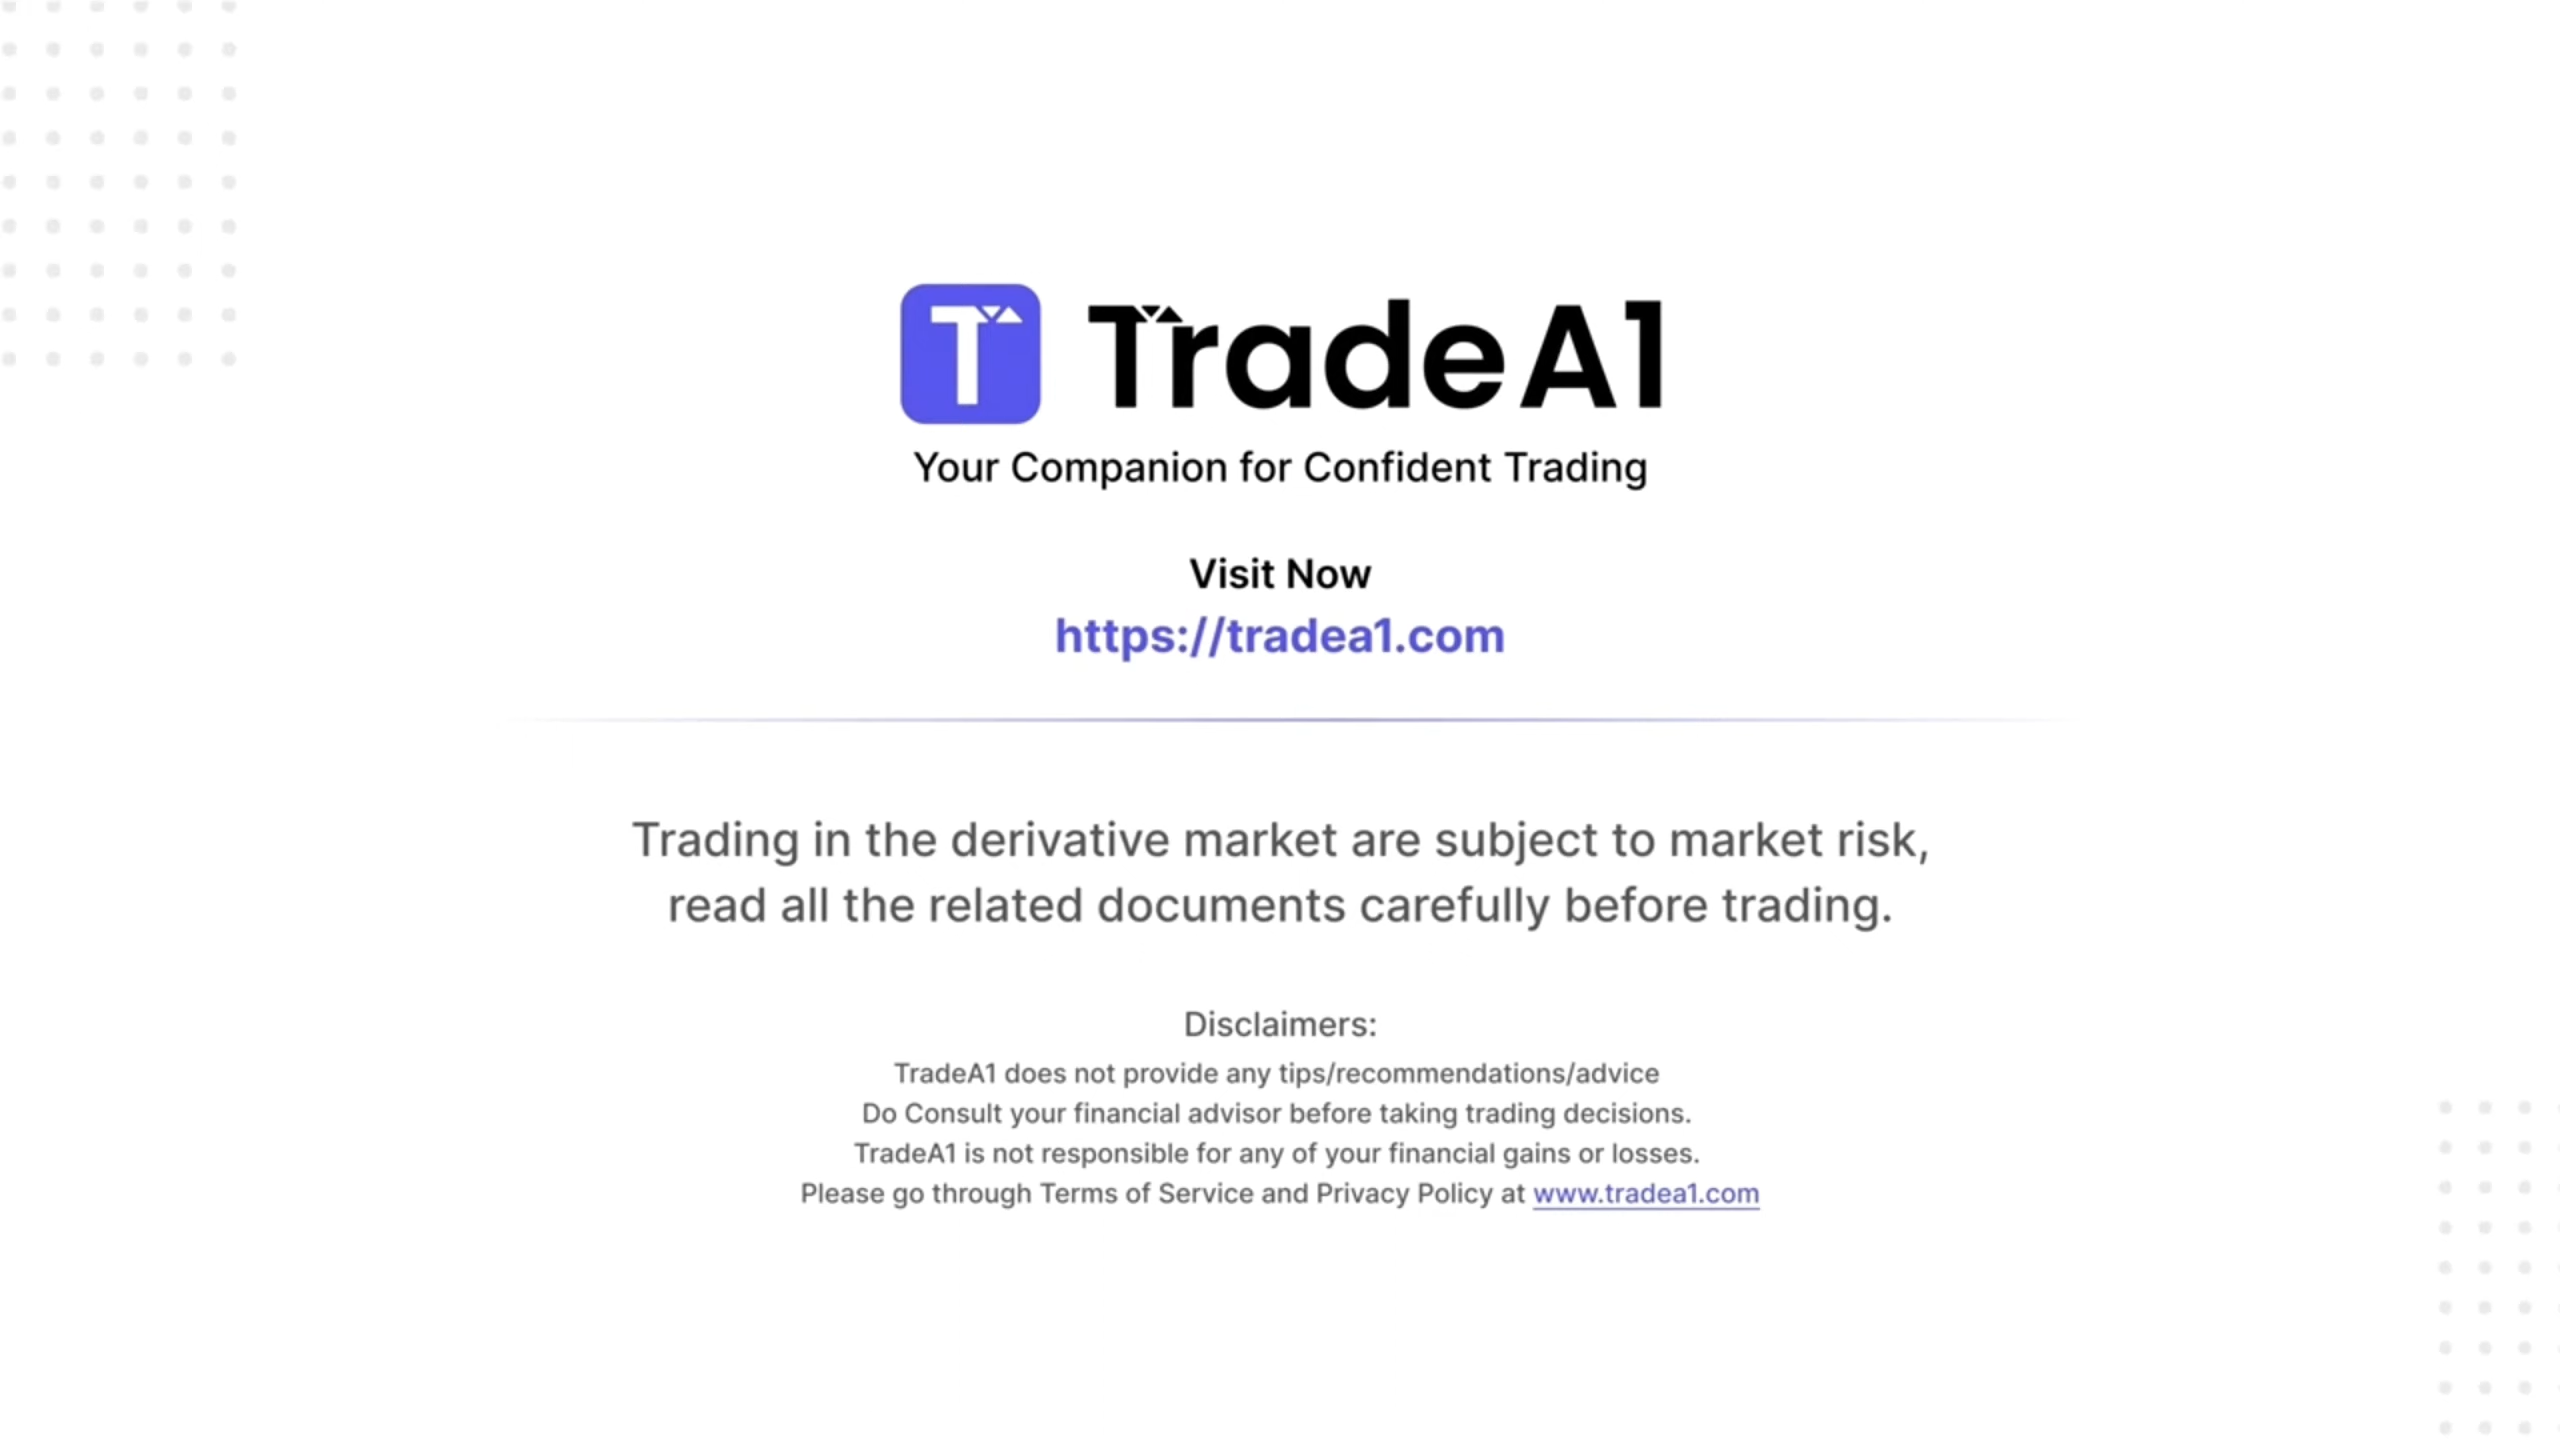 TradeA1
Your Companion for Confident Trading
Visit Now
https://tradea1.com
Trading in the derivative market are subject to market risk,
read all the related documents carefully before trading.
Disclaimers:
TradeA1 does not provide any tips/recommendations/advice
Do Consult your financial advisor before taking trading decisions.
TradeA1 is not responsible for any of your financial gains or losses.
Please go through Terms of Service and Privacy Policy at www.tradea1.com